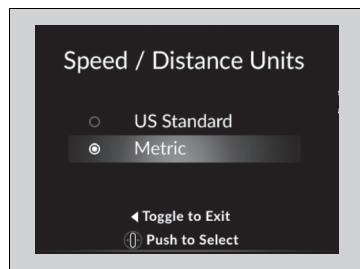 Speed / Distance Units
US Standard
Metric
Toggle to Exit
Push to Select